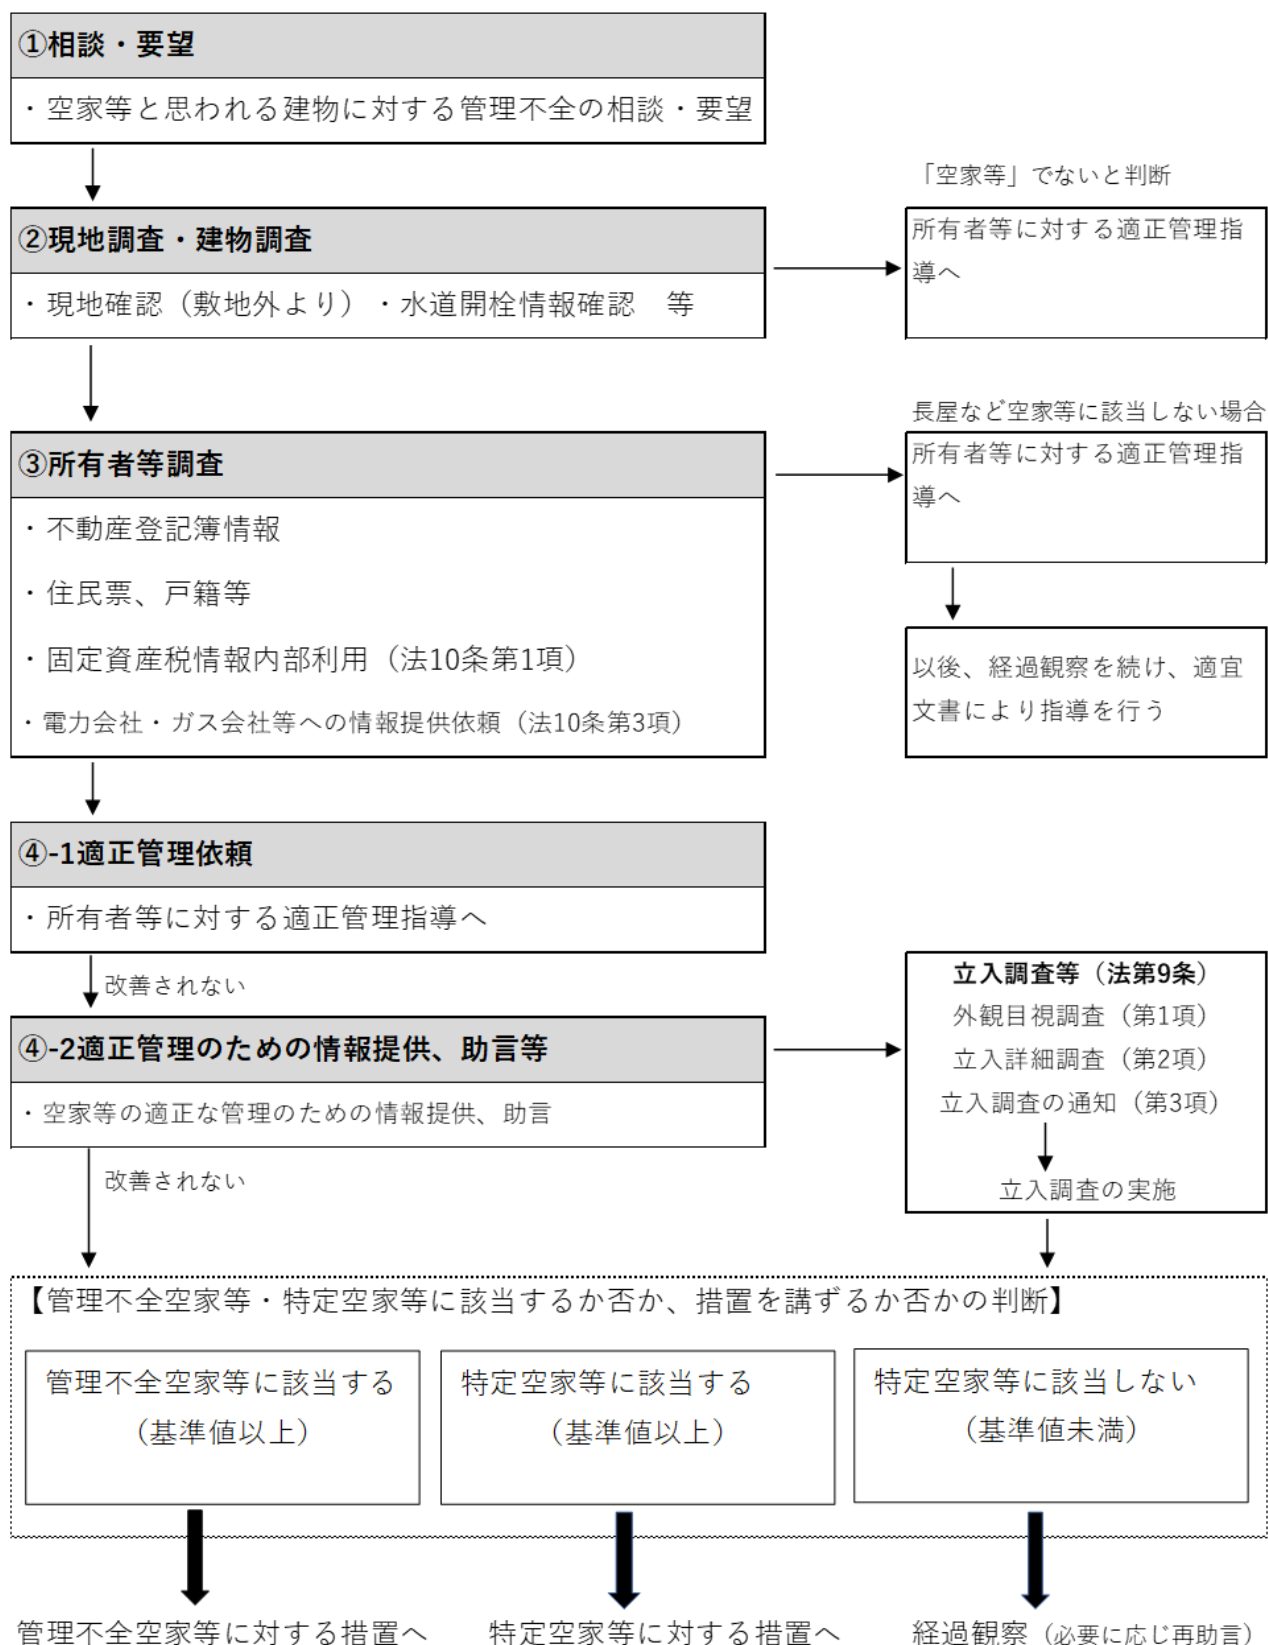 ①相談・要望
・空家等と思われる建物に対する管理不全の相談・要望
「空家等」でないと判断
②現地調査・建物調査
・現地確認（敷地外より）・水道開栓情報確認　等
所有者等に対する適正管理指
導へ
長屋など空家等に該当しない場合
③所有者等調査
・不動産登記簿情報
・住民票、戸籍等
・固定資産税情報内部利用（法10条第1項）
・電力会社・ガス会社等への情報提供依頼（法10条第3項）
所有者等に対する適正管理指
導へ
以後、経過観察を続け、適宜
文書により指導を行う
④-1適正管理依頼
・所有者等に対する適正管理指導へ
改善されない
④-2適正管理のための情報提供、助言等
・空家等の適正な管理のための情報提供、助言
改善されない
立入調査等（法第9条）
外観目視調査（第1項）
立入詳細調査（第2項）
立入調査の通知（第3項）
立入調査の実施
【管理不全空家等・特定空家等に該当するか否か、措置を講ずるか否かの判断】
管理不全空家等に該当する
（基準値以上）
特定空家等に該当する
（基準値以上）
特定空家等に該当しない
（基準値未満）
管理不全空家等に対する措置へ
特定空家等に対する措置へ
経過観察（必要に応じ再助言）